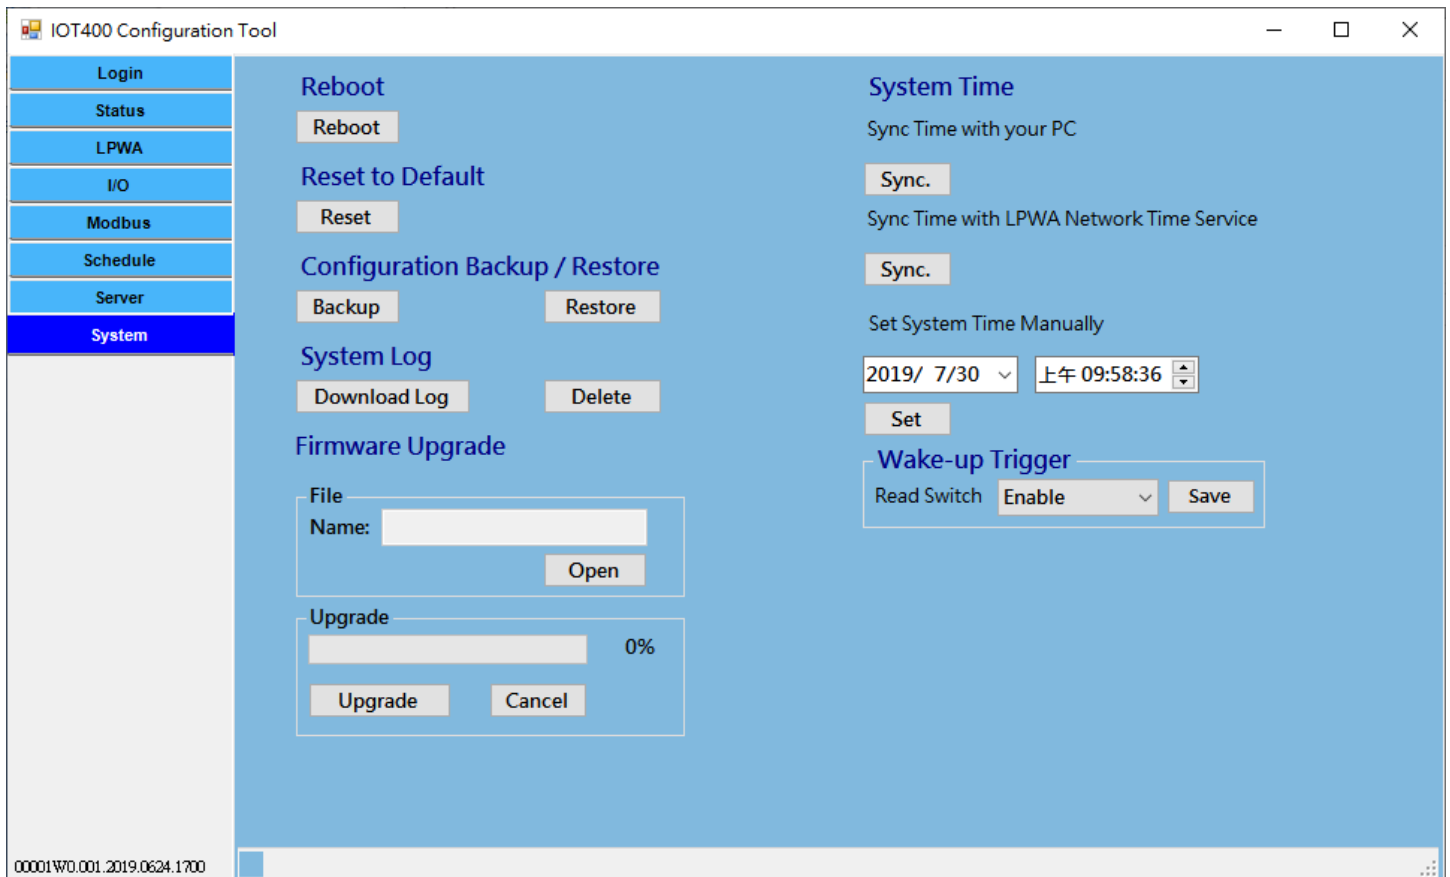 IOT400 Configuration Tool
Login
Status
LPWA
I/O
Modbus
Schedule
Server
System
00001W0.001.2019.0624.1700
Reboot
Reboot
Reset to Default
Reset
Configuration Backup / Restore
Backup Restore
System Log
Download Log Delete
Firmware Upgrade
File
Name:
Open
Upgrade
0%
Upgrade Cancel
System Time
Sync Time with your PC
Sync.
Sync Time with LPWA Network Time Service
Sync.
Set System Time Manually
2019/ 7/30 上午 09:58:36
Set
Wake-up Trigger
Read Switch Enable Save